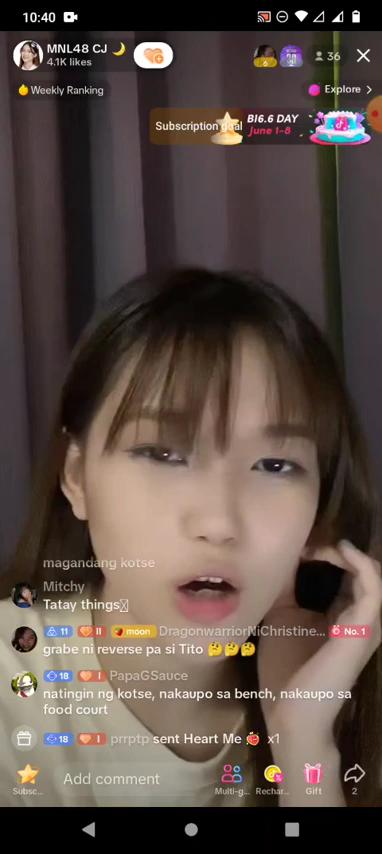 10:40
MNL48 CJ 🌙
4.1K likes
6
36
Weekly Ranking
Explore >
Subscription goal
BI6.6 DAY
June 1-8
magandang kotse
Mitchy
Tatay things
11 II moon DragonwarriorNiChristine... No. 1
grabe ni reverse pa si Tito 🤔🤔🤔
18 I PapaGSauce
natingin ng kotse, nakaupo sa bench, nakaupo sa
food court
18 I prrptp sent Heart Me x1
Add comment
Subsc...
Multi-g...
Rechar...
Gift
2